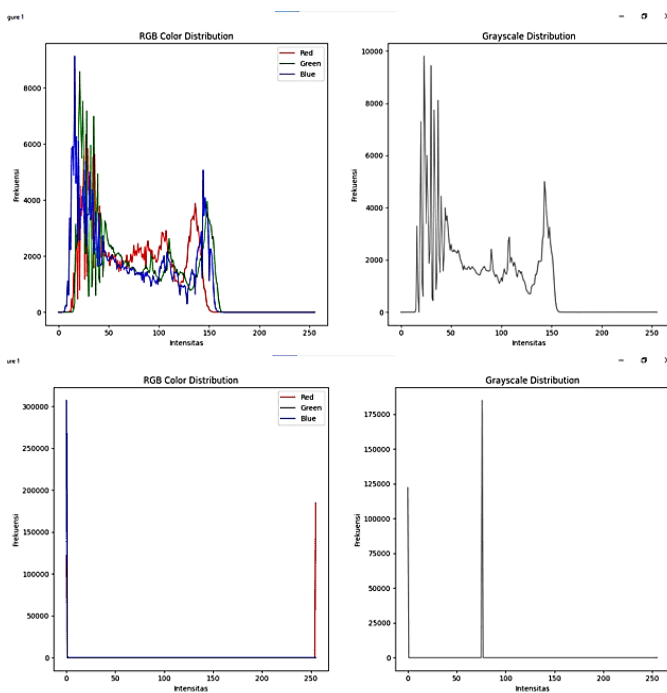 gure 1
RGB Color Distribution
Red
Green
Blue
8000
6000
4000
2000
0
Frekuensi
0 50 100 150 200 250
Intensitas
Grayscale Distribution
10000
8000
6000
4000
2000
0
Frekuensi
0 50 100 150 200 250
Intensitas
ure 1
RGB Color Distribution
Red
Green
Blue
300000
250000
200000
150000
100000
50000
0
Frekuensi
0 50 100 150 200 250
Intensitas
Grayscale Distribution
175000
150000
125000
100000
75000
50000
25000
0
Frekuensi
0 50 100 150 200 250
Intensitas